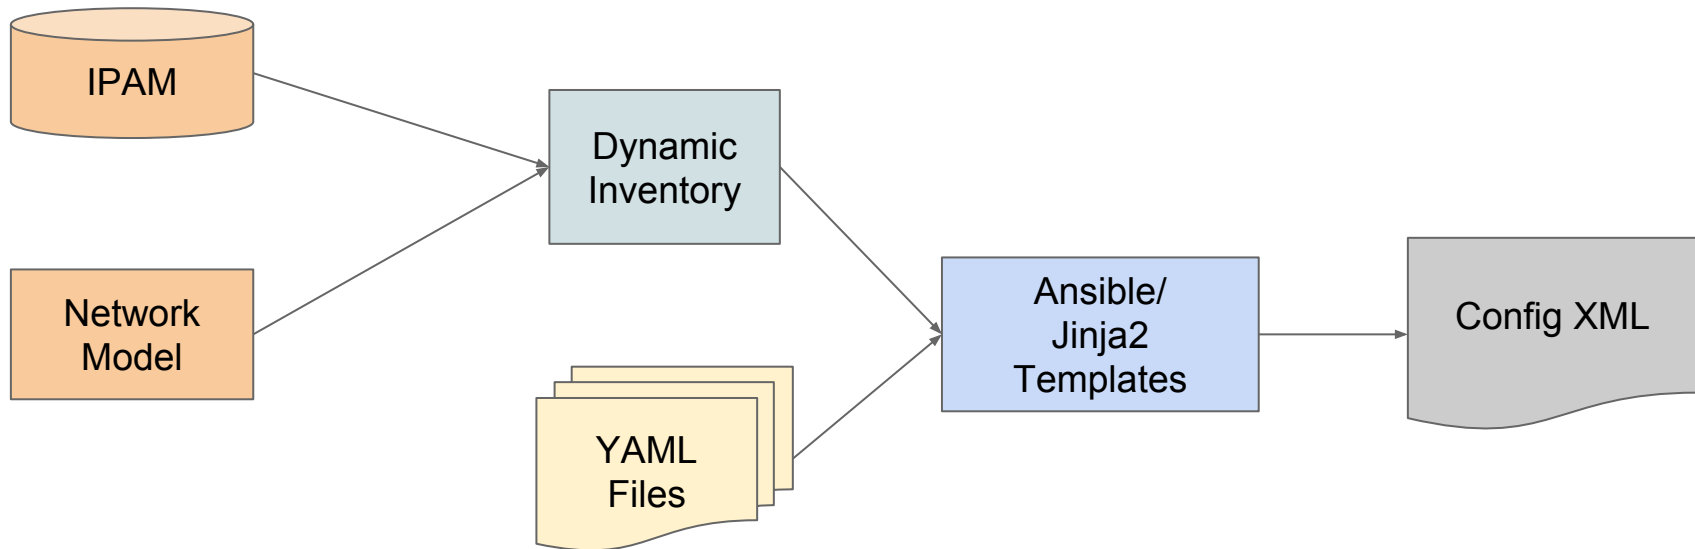 IPAM
Dynamic
Inventory
Network
Model
Ansible/
Jinja2
Templates
Config XML
YAML
Files